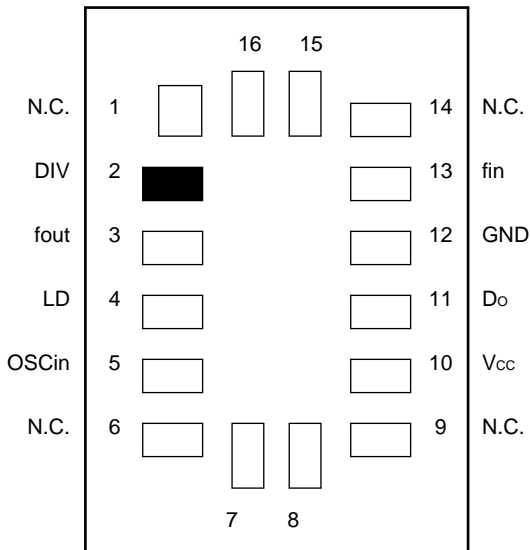 16 15
N.C. 1 14 N.C.
DIV 2 13 fin
fout 3 12 GND
LD 4 11 Do
OSCin 5 10 Vcc
N.C. 6 9 N.C.
7 8